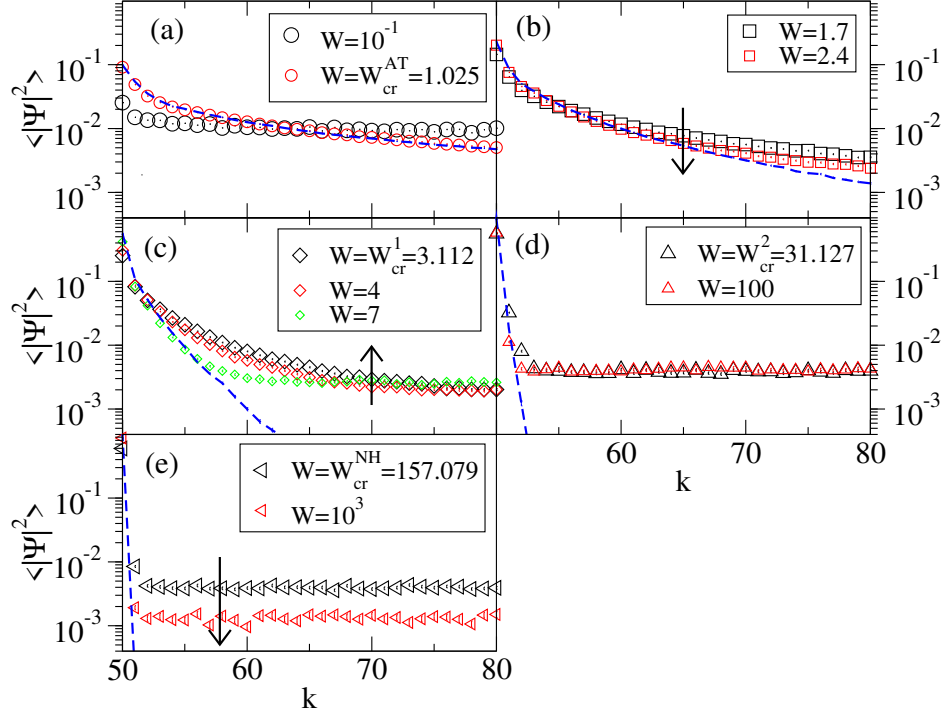 (a)
W=10^-1
W=W_cr^AT=1.025
<|Ψ|^2>
10^-1
10^-2
10^-3
(b)
W=1.7
W=2.4
10^-1
10^-2
10^-3
(c)
W=W_cr^1=3.112
W=4
W=7
<|Ψ|^2>
10^-1
10^-2
10^-3
(d)
W=W_cr^2=31.127
W=100
10^-1
10^-2
10^-3
60 70 80
k
(e)
W=W_cr^NH=157.079
W=10^3
<|Ψ|^2>
10^-1
10^-2
10^-3
50 60 70 80
k